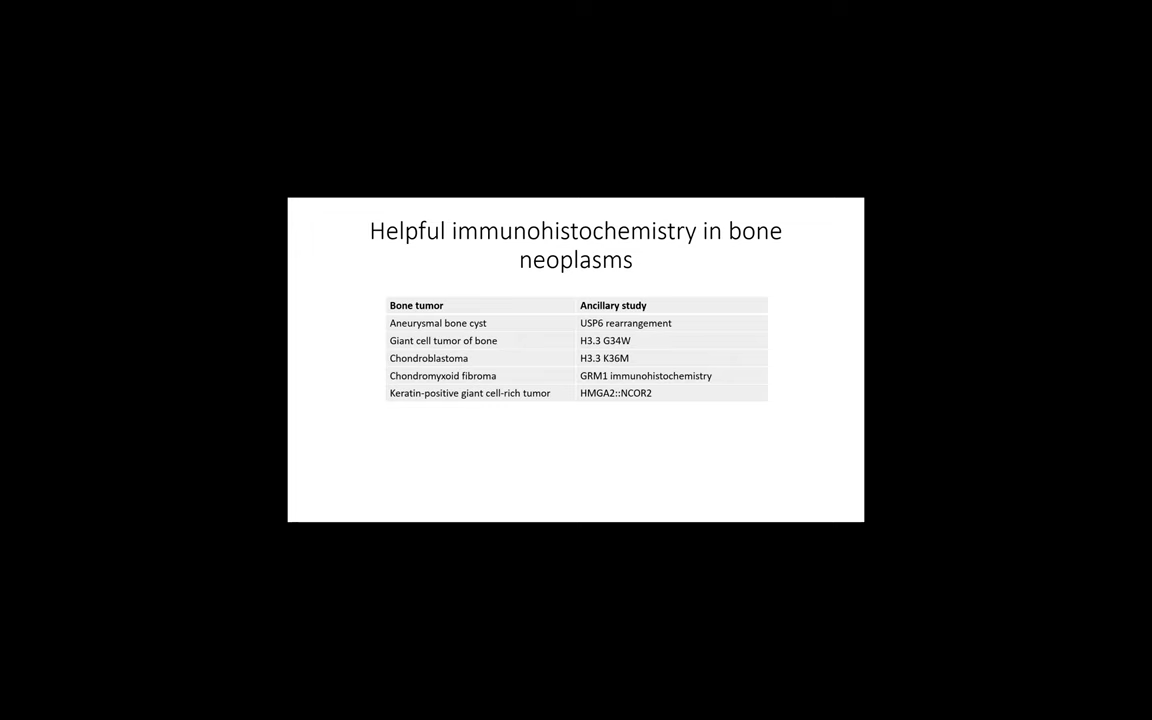 Helpful immunohistochemistry in bone
neoplasms
Bone tumor Ancillary study
Aneurysmal bone cyst USP6 rearrangement
Giant cell tumor of bone H3.3 G34W
Chondroblastoma H3.3 K36M
Chondromyxoid fibroma GRM1 immunohistochemistry
Keratin-positive giant cell-rich tumor HMGA2::NCOR2